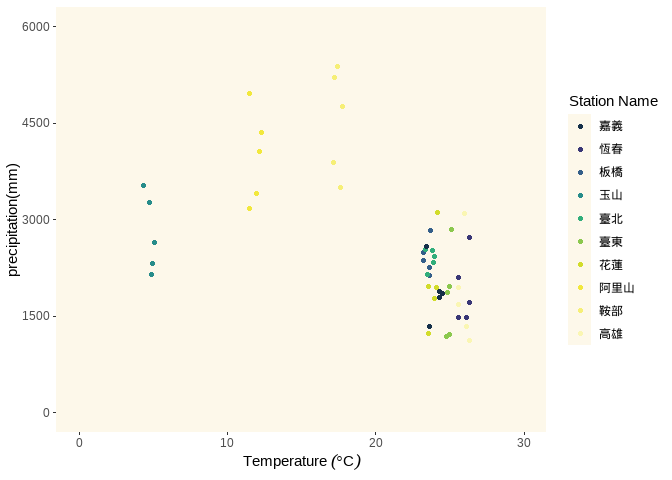 6000
4500
3000
1500
0
precipitation(mm)
0
10
20
30
Temperature (°C)
Station Name
嘉義
恆春
板橋
玉山
臺北
臺東
花蓮
阿里山
鞍部
高雄